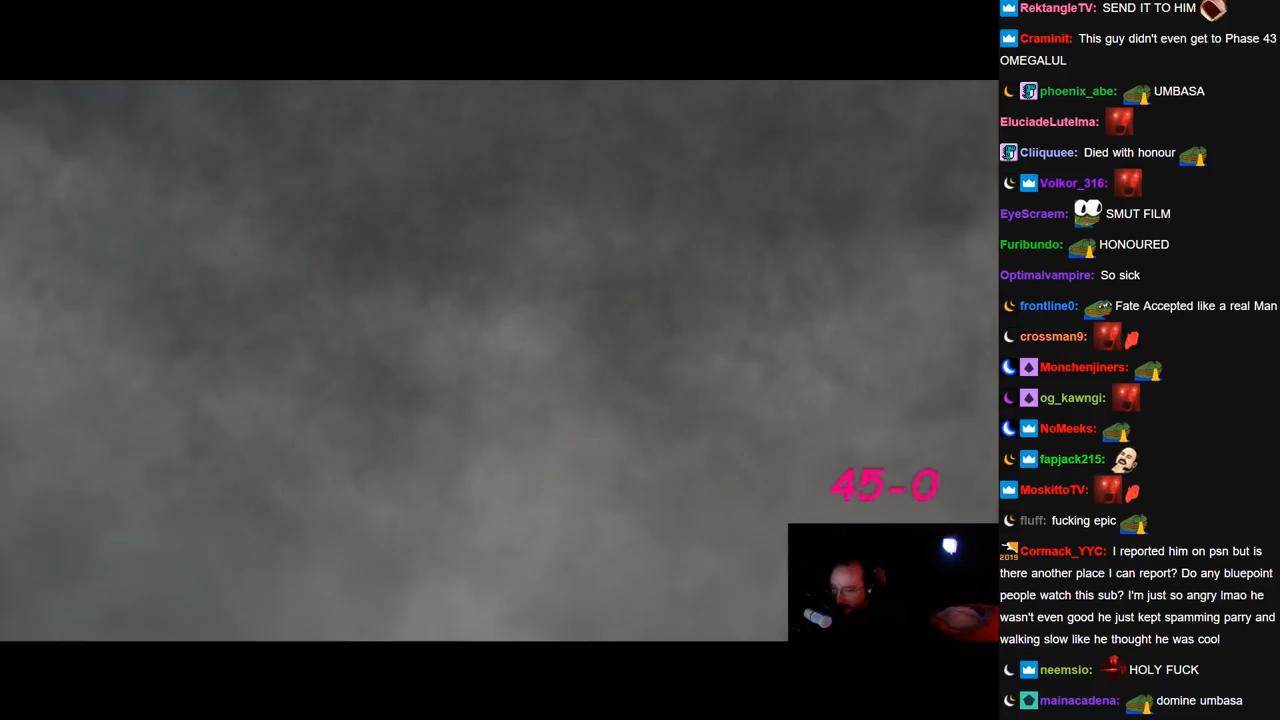 RektangleTV: SEND IT TO HIM
Craminit: This guy didn't even get to Phase 43
OMEGALUL
phoenix_abe: UMBASA
EluciadeLutelma:
Cliiquuee: Died with honour
Volkor_316:
EyeScraem: SMUT FILM
Furibundo: HONOURED
Optimalvampire: So sick
frontline0: Fate Accepted like a real Man
crossman9:
Monchenjiners:
og_kawngi:
NoMeeks:
fapjack215:
45-0
MoskittoTV:
fluff: fucking epic
2019 Cormack_YYC: I reported him on psn but is
there another place I can report? Do any bluepoint
people watch this sub? I'm just so angry lmao he
wasn't even good he just kept spamming parry and
walking slow like he thought he was cool
neemsio: HOLY FUCK
mainacadena: domine umbasa